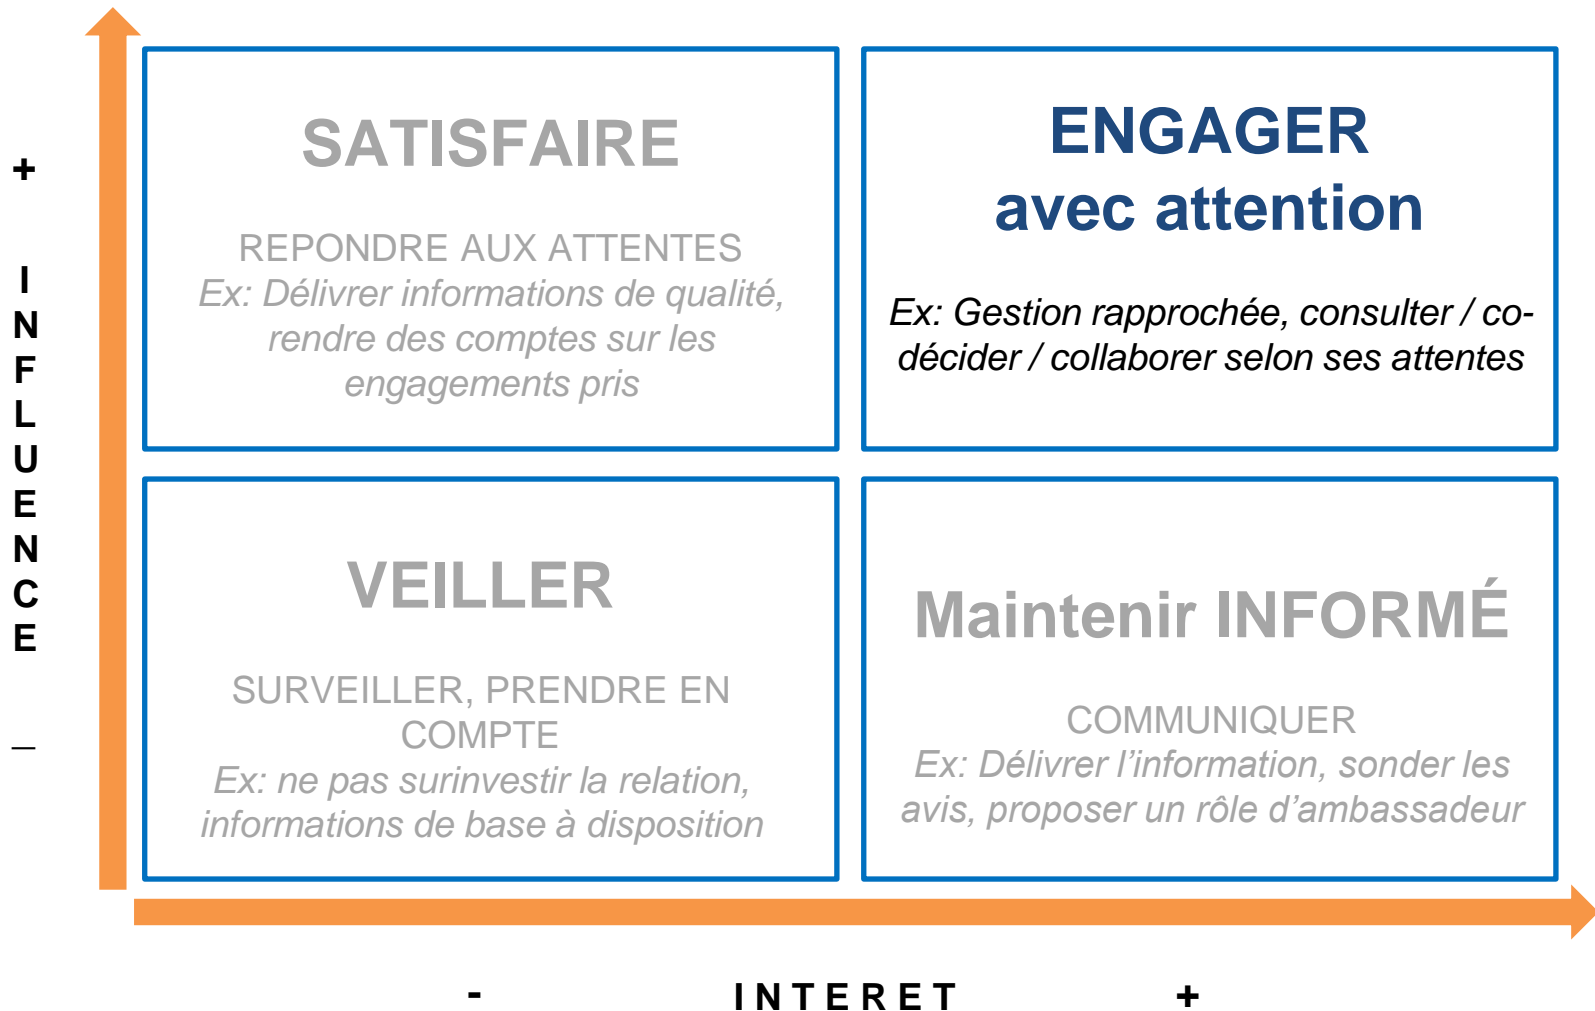 +
INFLUENCE
_
SATISFAIRE
REPONDRE AUX ATTENTES
Ex: Délivrer informations de qualité,
rendre des comptes sur les
engagements pris
ENGAGER
avec attention
Ex: Gestion rapprochée, consulter / co-
décider / collaborer selon ses attentes
VEILLER
SURVEILLER, PRENDRE EN
COMPTE
Ex: ne pas surinvestir la relation,
informations de base à disposition
Maintenir INFORMÉ
COMMUNIQUER
Ex: Délivrer l’information, sonder les
avis, proposer un rôle d’ambassadeur
- INTERET +